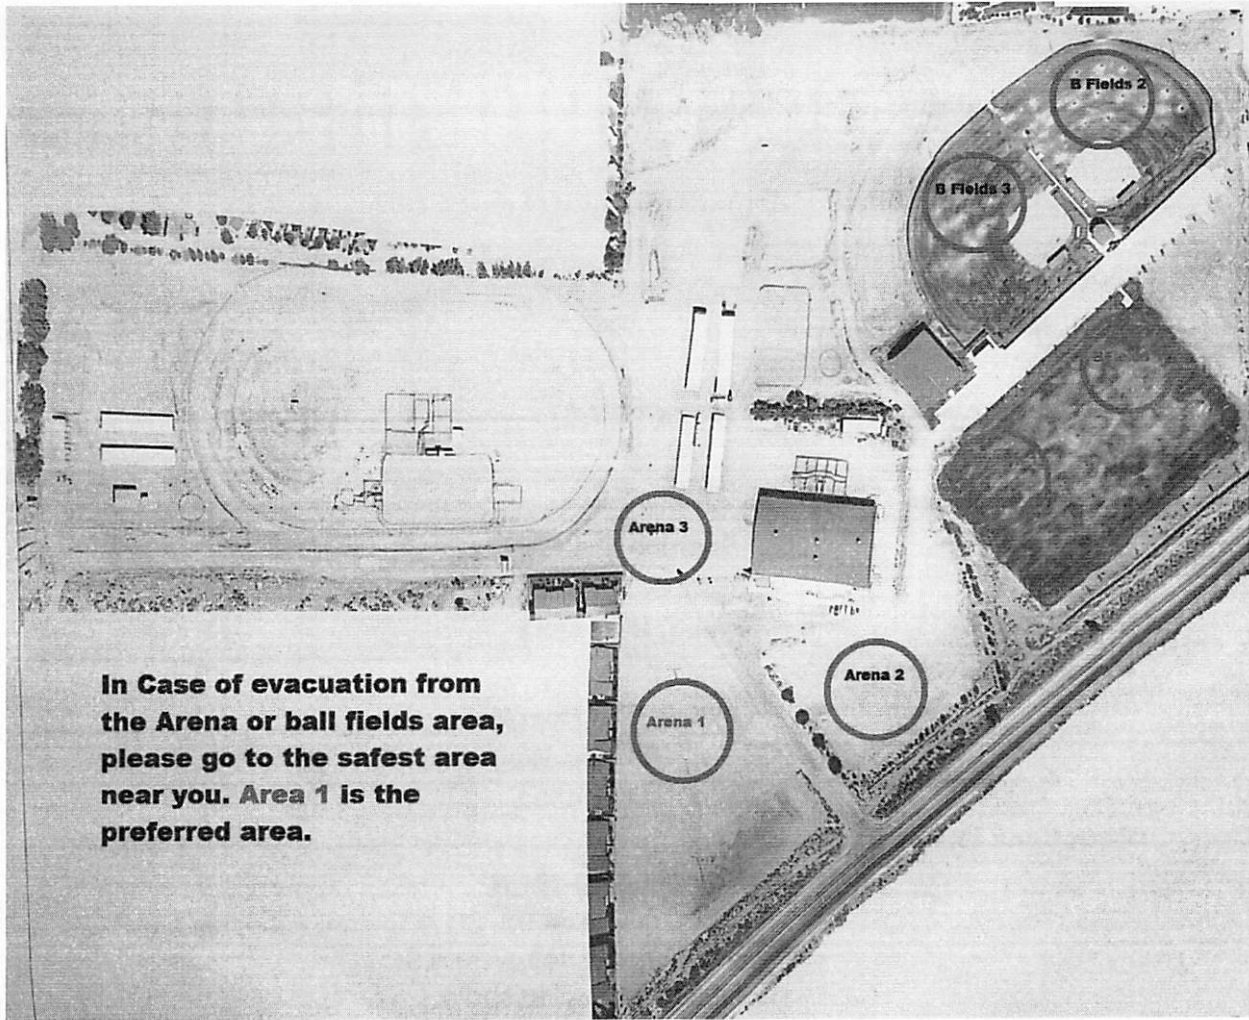 B Fields 2
B Fields 3
Arena 3
Arena 2
Arena 1
In Case of evacuation from
the Arena or ball fields area,
please go to the safest area
near you. Area 1 is the
preferred area.